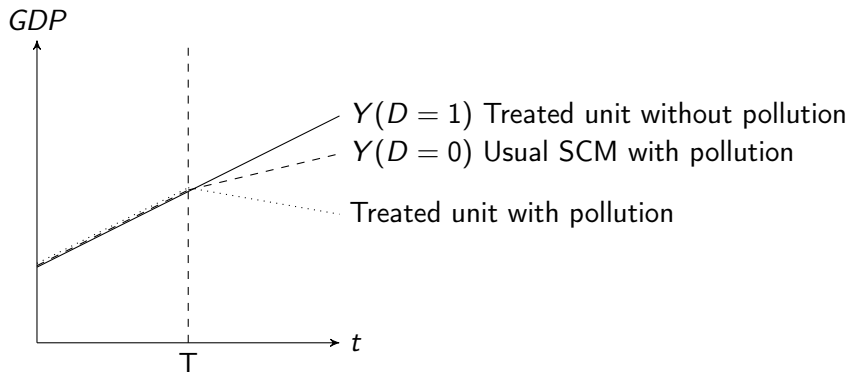 GDP
Y(D = 1) Treated unit without pollution
Y(D = 0) Usual SCM with pollution
Treated unit with pollution
t
T